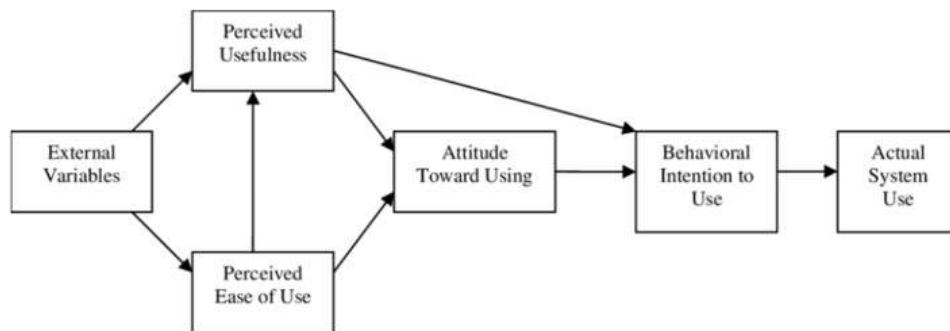 Perceived
Usefulness
External
Variables
Attitude
Toward Using
Behavioral
Intention to
Use
Actual
System
Use
Perceived
Ease of Use